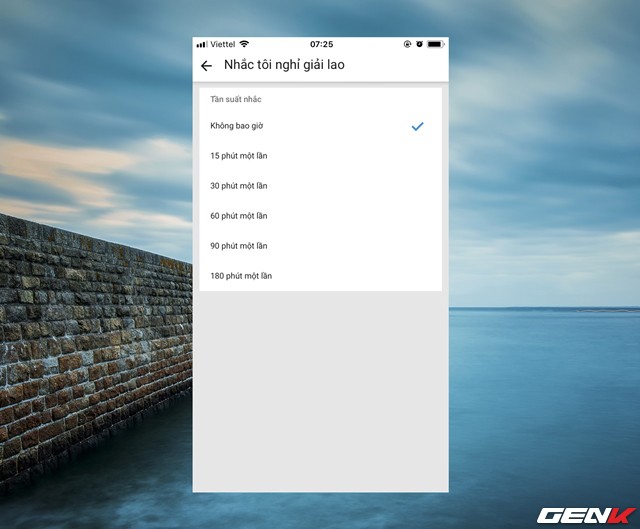 Viettel 07:25
Nhắc tôi nghỉ giải lao
Tần suất nhắc
Không bao giờ
15 phút một lần
30 phút một lần
60 phút một lần
90 phút một lần
180 phút một lần
GENK